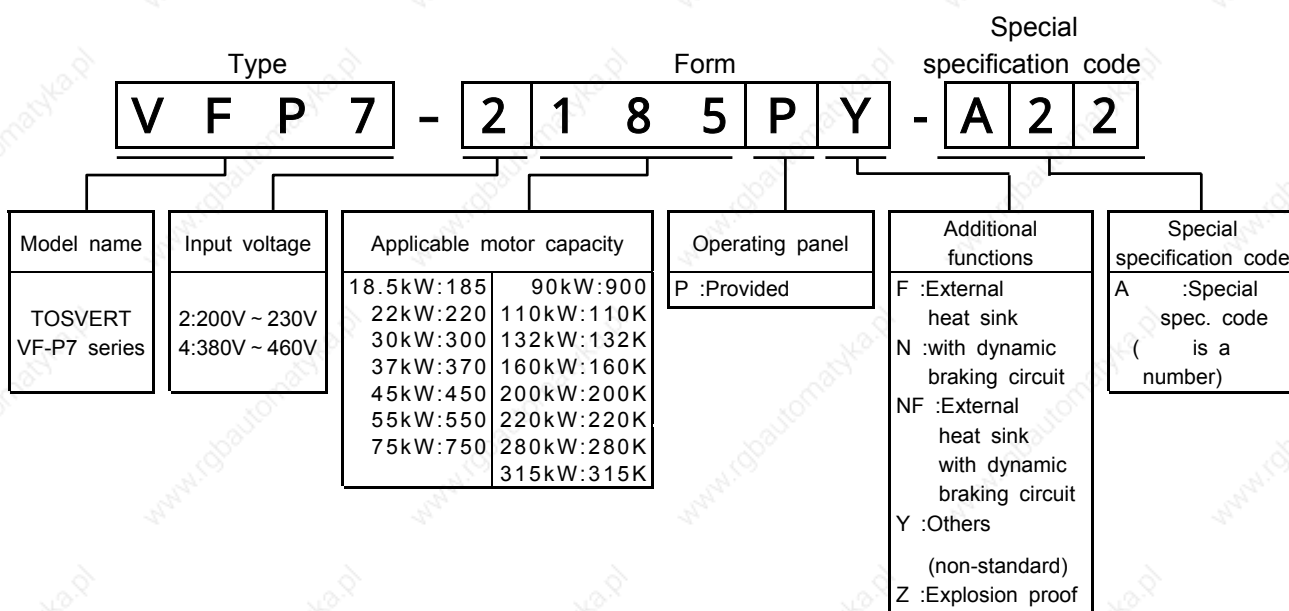 Special
Type Form specification code
V F P 7 - 2 1 8 5 P Y - A 2 2
Model name
TOSVERT
VF-P7 series
Input voltage
2:200V ~ 230V
4:380V ~ 460V
Applicable motor capacity
18.5kW:185 90kW:900
22kW:220 110kW:110K
30kW:300 132kW:132K
37kW:370 160kW:160K
45kW:450 200kW:200K
55kW:550 220kW:220K
75kW:750 280kW:280K
315kW:315K
Operating panel
P :Provided
Additional
functions
F :External
heat sink
N :with dynamic
braking circuit
NF :External
heat sink
with dynamic
braking circuit
Y :Others
(non-standard)
Z :Explosion proof
Special
specification code
A :Special
spec. code
( is a
number)
www.rgbautomatyka.pl